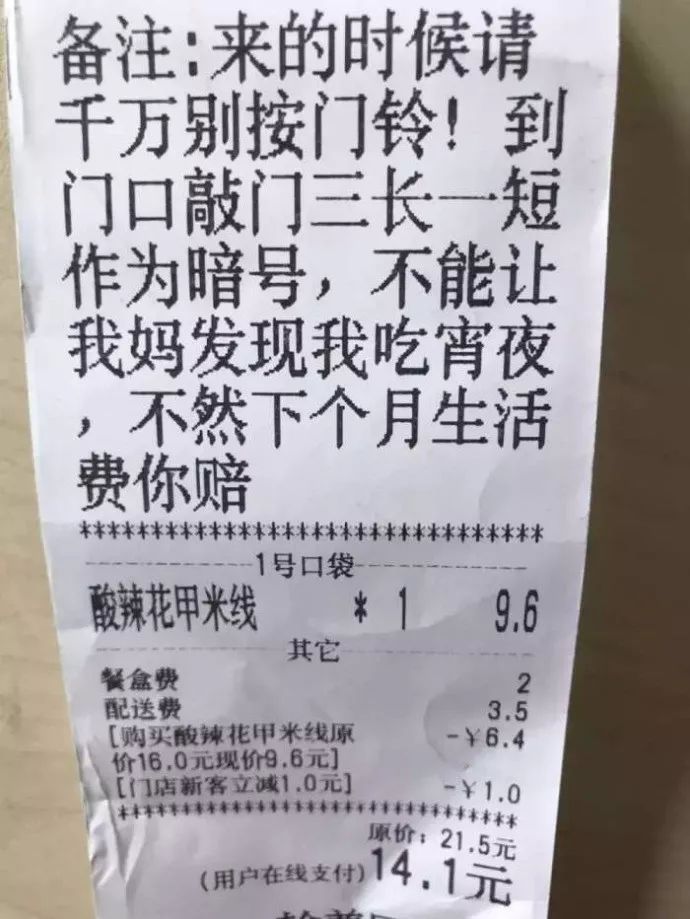 备注:来的时候请
千万别按门铃！到
门口敲门三长一短
作为暗号，不能让
我妈发现我吃宵夜
，不然下个月生活
费你赔
********************************
1号口袋
酸辣花甲米线 * 1 9.6
其它
餐盒费 2
配送费 3.5
[购买酸辣花甲米线原 -￥6.4
价16.0元现价9.6元]
[门店新客立减1.0元] -￥1.0
********************************
原价: 21.5元
(用户在线支付)14.1元